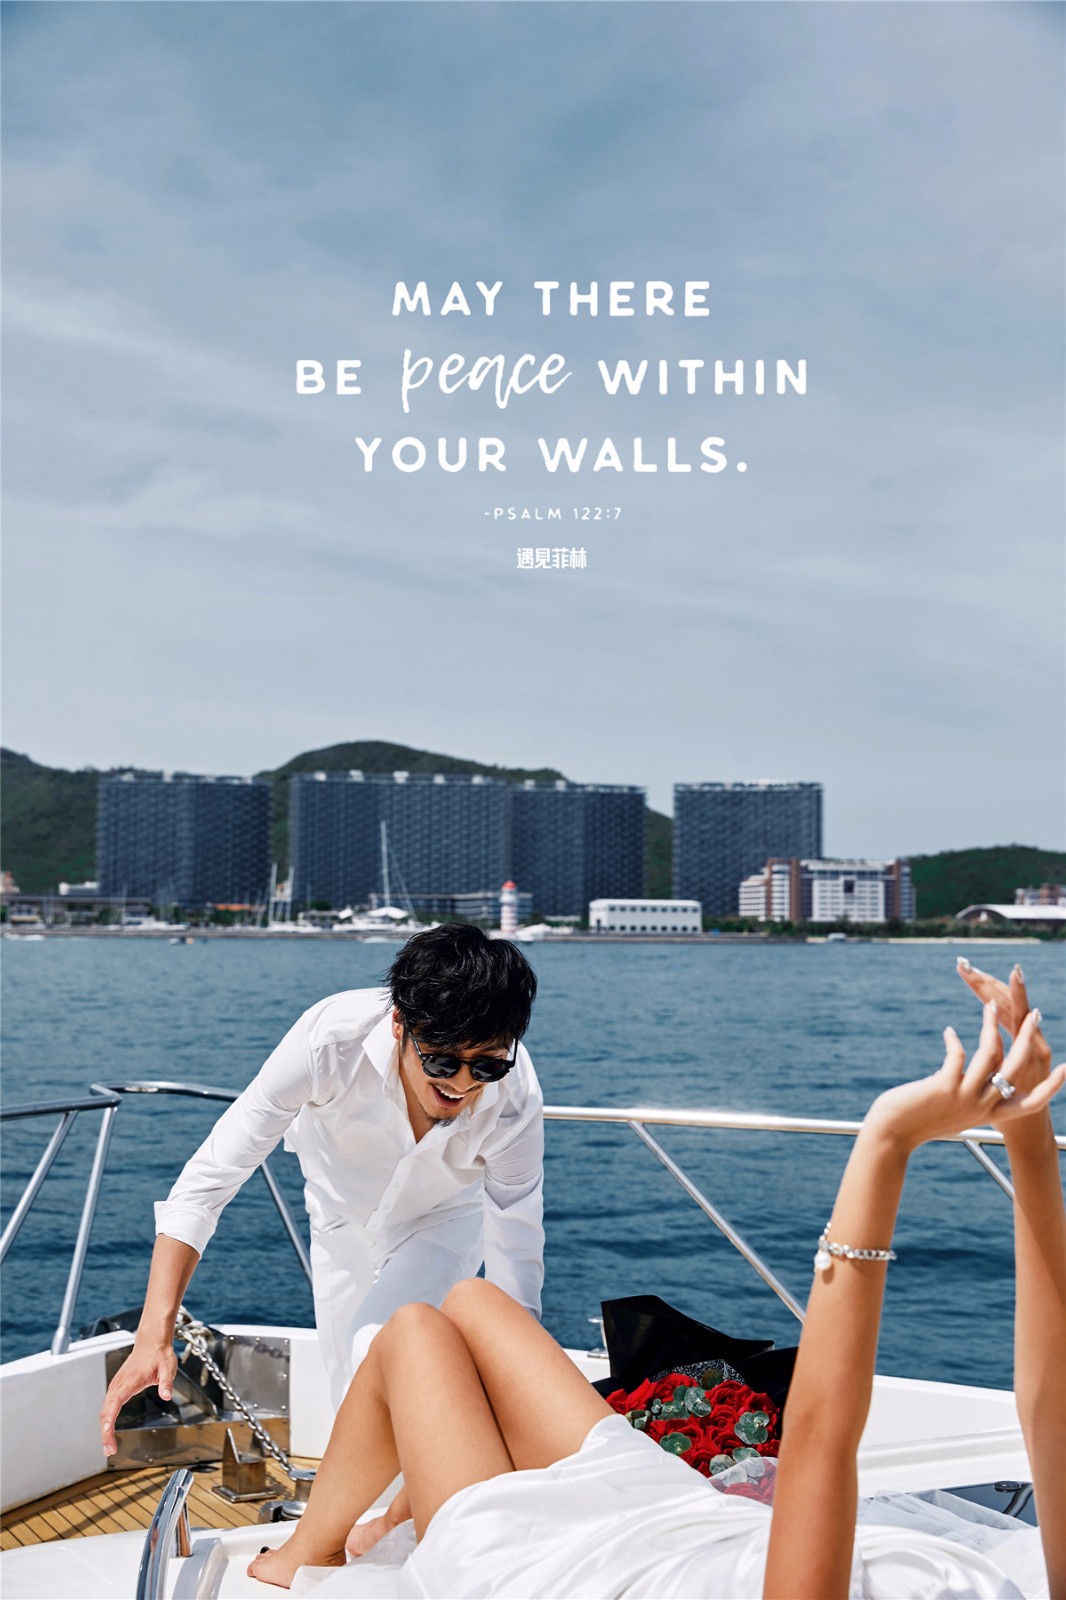 MAY THERE
BE peace WITHIN
YOUR WALLS.
-PSALM 122:7
遇見菲林